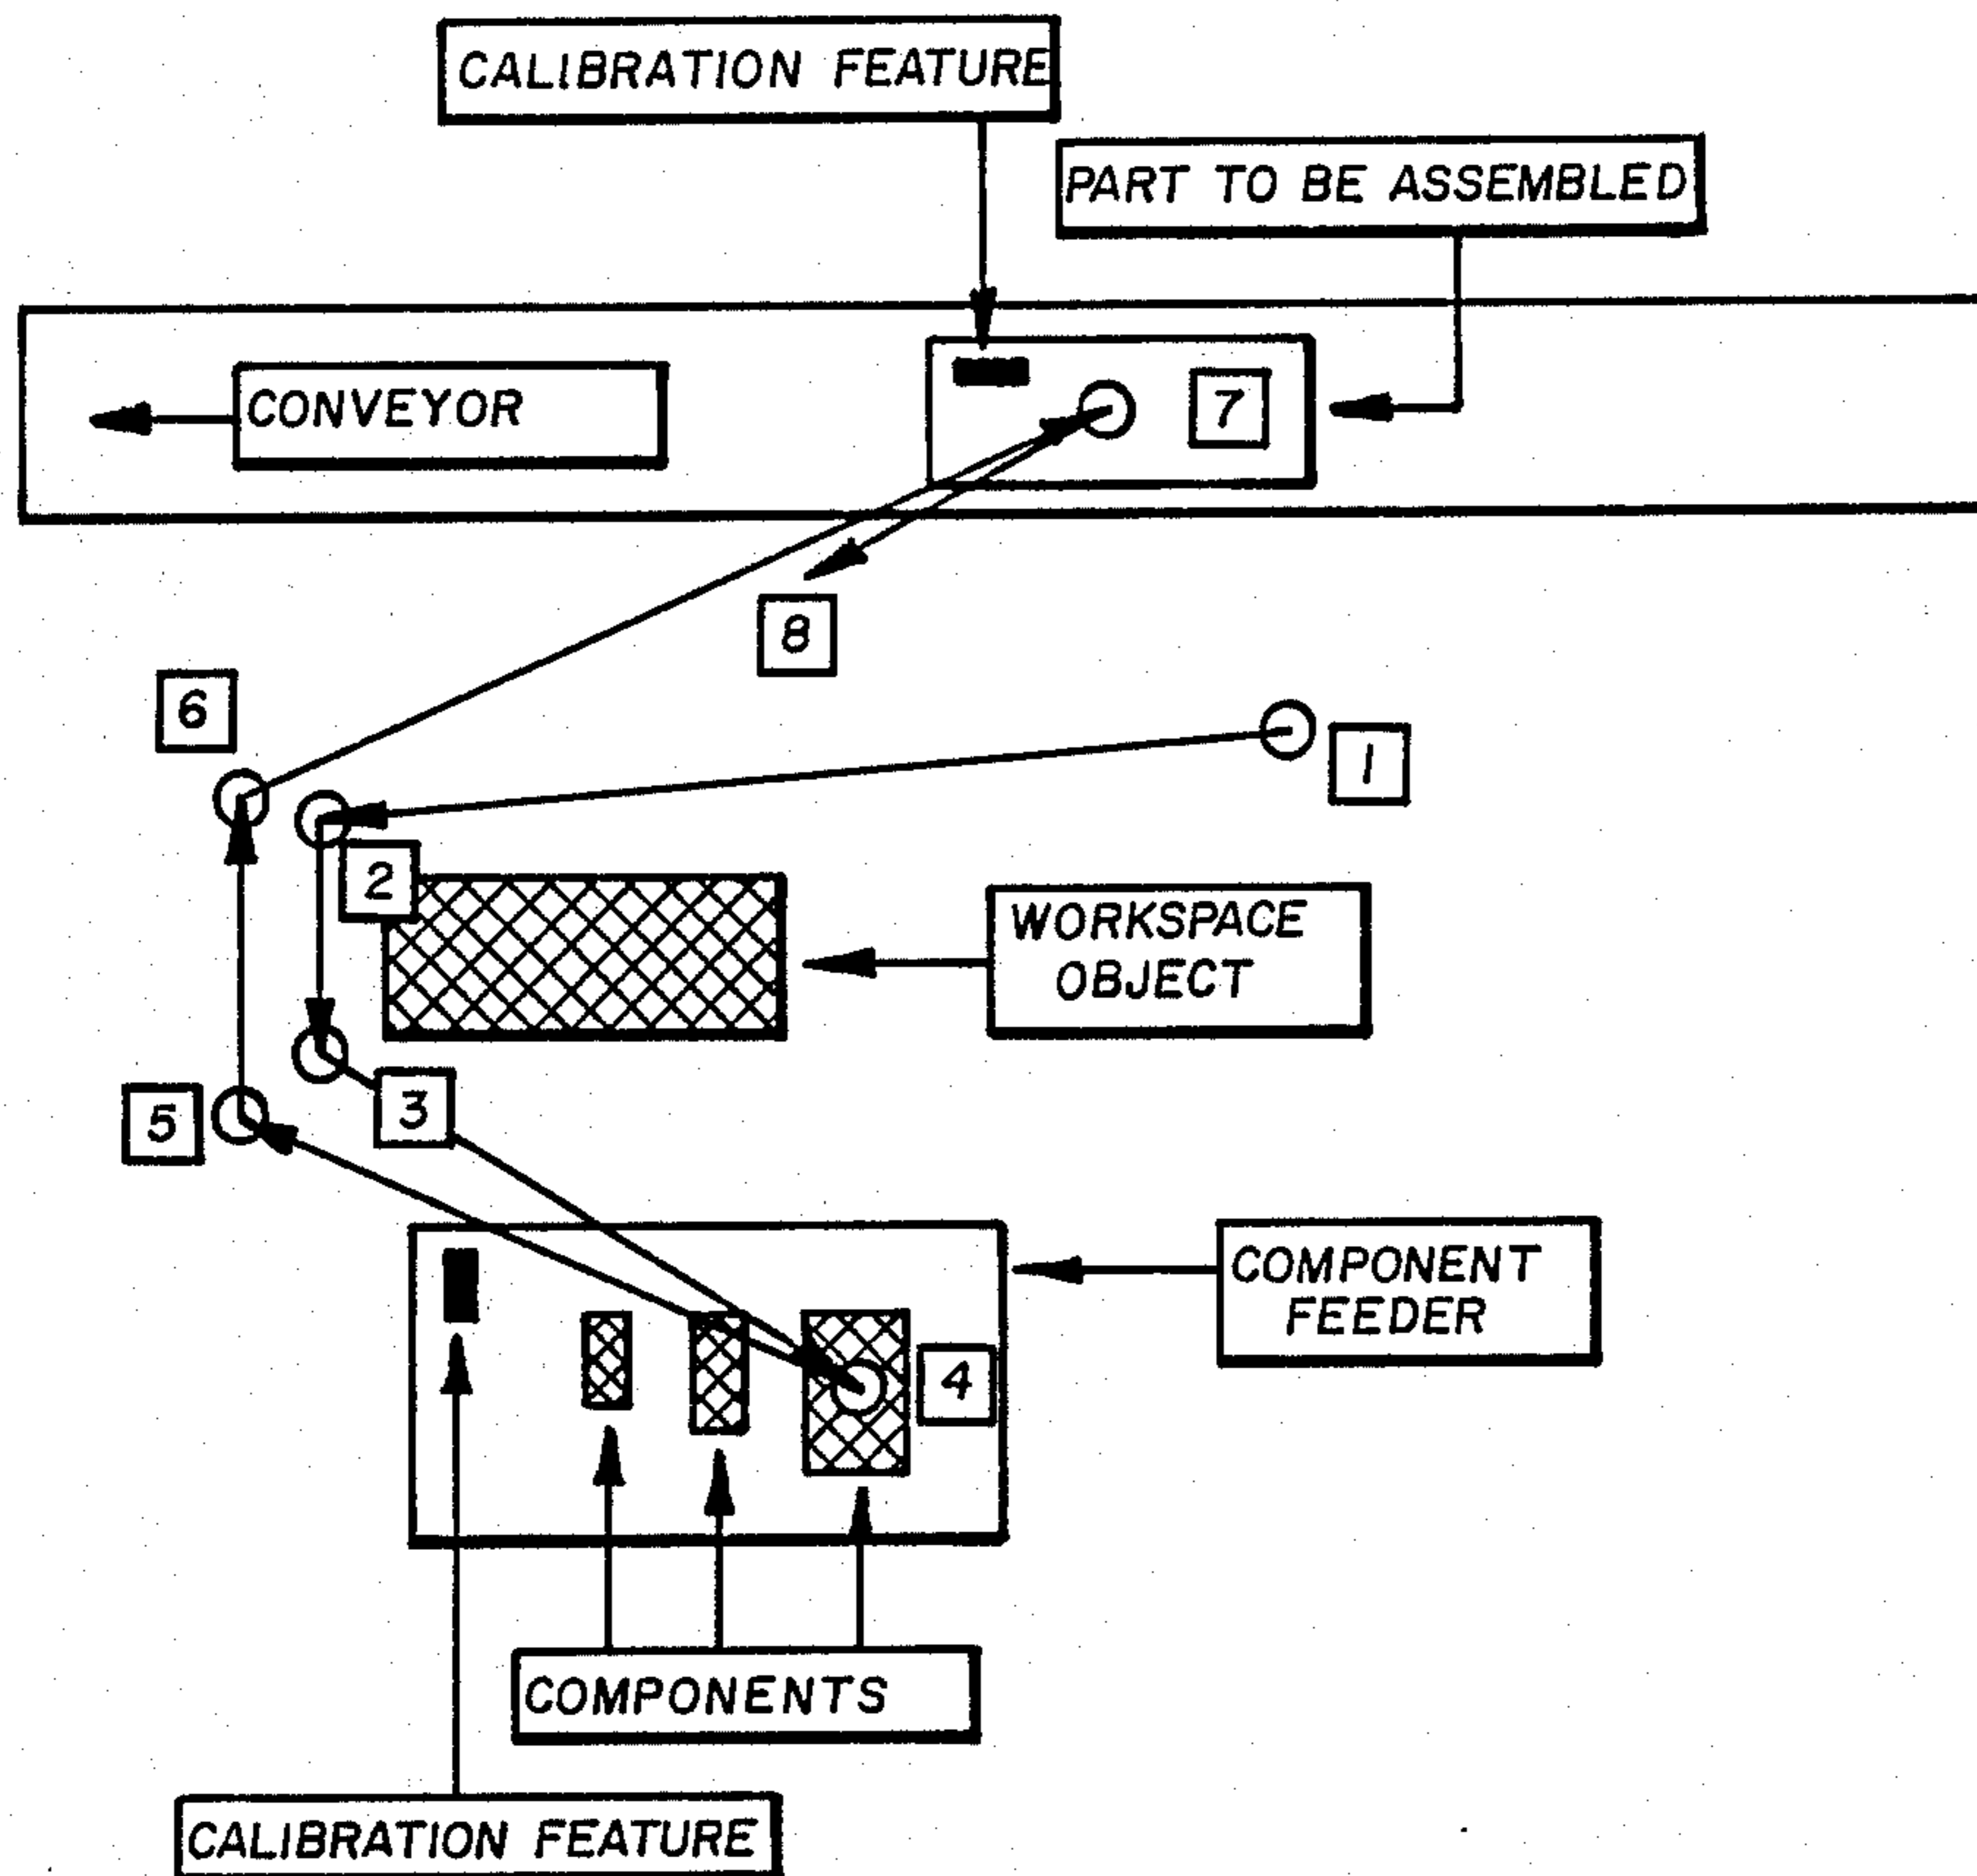 CALIBRATION FEATURE
PART TO BE ASSEMBLED
CONVEYOR
7
8
6
1
2
WORKSPACE
OBJECT
3
5
COMPONENT
FEEDER
4
COMPONENTS
CALIBRATION FEATURE